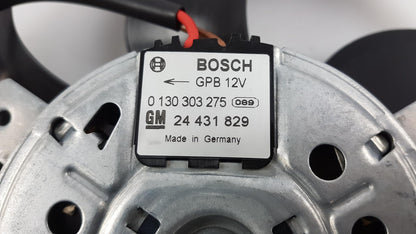 BOSCH
← GPB 12V
0 130 303 275 089
GM 24 431 829
Made in Germany